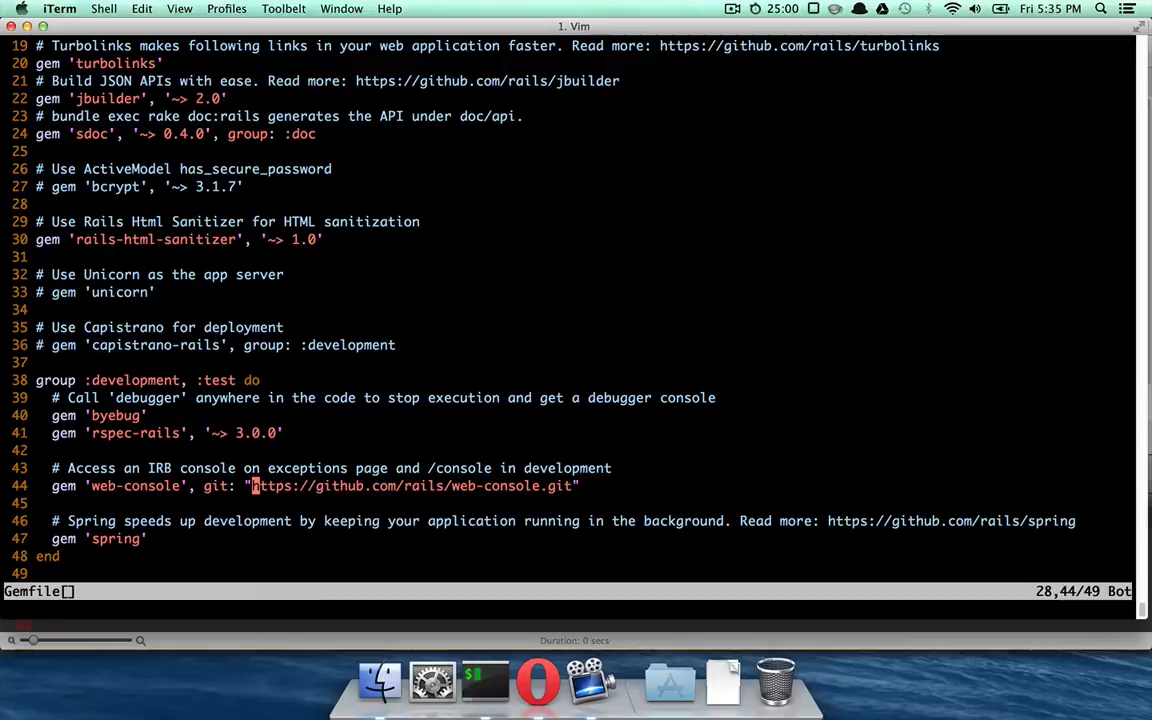 iTerm Shell Edit View Profiles Toolbelt Window Help 25:00 Fri 5:35 PM
1. Vim
19 # Turbolinks makes following links in your web application faster. Read more: https://github.com/rails/turbolinks
20 gem 'turbolinks'
21 # Build JSON APIs with ease. Read more: https://github.com/rails/jbuilder
22 gem 'jbuilder', '~> 2.0'
23 # bundle exec rake doc:rails generates the API under doc/api.
24 gem 'sdoc', '~> 0.4.0', group: :doc
25
26 # Use ActiveModel has_secure_password
27 # gem 'bcrypt', '~> 3.1.7'
28
29 # Use Rails Html Sanitizer for HTML sanitization
30 gem 'rails-html-sanitizer', '~> 1.0'
31
32 # Use Unicorn as the app server
33 # gem 'unicorn'
34
35 # Use Capistrano for deployment
36 # gem 'capistrano-rails', group: :development
37
38 group :development, :test do
39   # Call 'debugger' anywhere in the code to stop execution and get a debugger console
40   gem 'byebug'
41   gem 'rspec-rails', '~> 3.0.0'
42
43   # Access an IRB console on exceptions page and /console in development
44   gem 'web-console', git: "https://github.com/rails/web-console.git"
45
46   # Spring speeds up development by keeping your application running in the background. Read more: https://github.com/rails/spring
47   gem 'spring'
48 end
49
Gemfile[] 28,44/49 Bot
Duration: 0 secs
$